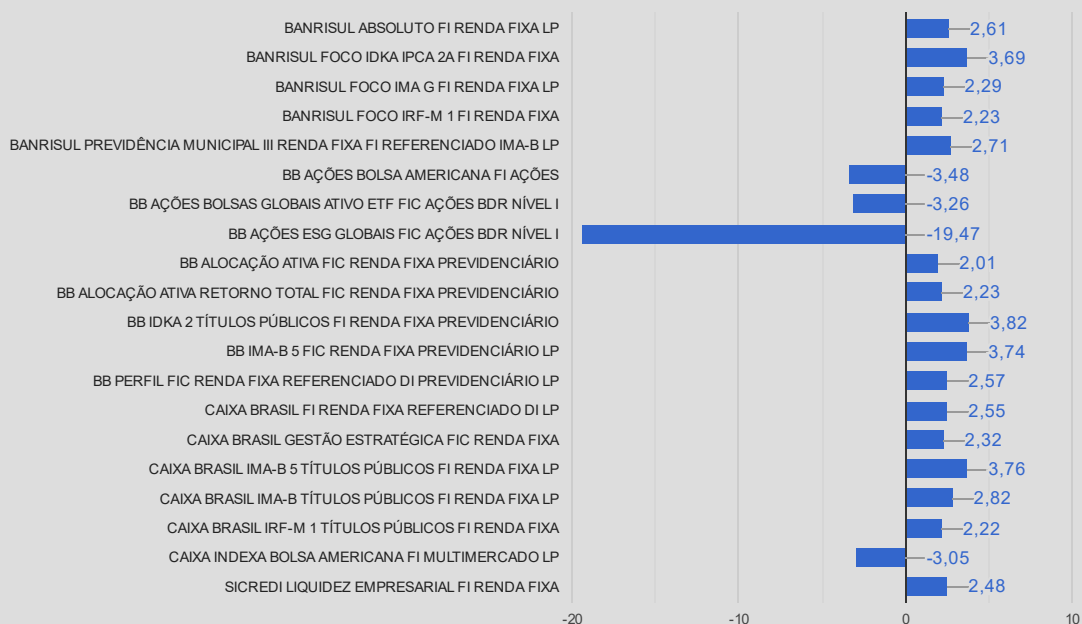 BANRISUL ABSOLUTO FI RENDA FIXA LP 2,61
BANRISUL FOCO IDKA IPCA 2A FI RENDA FIXA 3,69
BANRISUL FOCO IMA G FI RENDA FIXA LP 2,29
BANRISUL FOCO IRF-M 1 FI RENDA FIXA 2,23
BANRISUL PREVIDÊNCIA MUNICIPAL III RENDA FIXA FI REFERENCIADO IMA-B LP 2,71
BB AÇÕES BOLSA AMERICANA FI AÇÕES -3,48
BB AÇÕES BOLSAS GLOBAIS ATIVO ETF FIC AÇÕES BDR NÍVEL I -3,26
BB AÇÕES ESG GLOBAIS FIC AÇÕES BDR NÍVEL I -19,47
BB ALOCAÇÃO ATIVA FIC RENDA FIXA PREVIDENCIÁRIO 2,01
BB ALOCAÇÃO ATIVA RETORNO TOTAL FIC RENDA FIXA PREVIDENCIÁRIO 2,23
BB IDKA 2 TÍTULOS PÚBLICOS FI RENDA FIXA PREVIDENCIÁRIO 3,82
BB IMA-B 5 FIC RENDA FIXA PREVIDENCIÁRIO LP 3,74
BB PERFIL FIC RENDA FIXA REFERENCIADO DI PREVIDENCIÁRIO LP 2,57
CAIXA BRASIL FI RENDA FIXA REFERENCIADO DI LP 2,55
CAIXA BRASIL GESTÃO ESTRATÉGICA FIC RENDA FIXA 2,32
CAIXA BRASIL IMA-B 5 TÍTULOS PÚBLICOS FI RENDA FIXA LP 3,76
CAIXA BRASIL IMA-B TÍTULOS PÚBLICOS FI RENDA FIXA LP 2,82
CAIXA BRASIL IRF-M 1 TÍTULOS PÚBLICOS FI RENDA FIXA 2,22
CAIXA INDEXA BOLSA AMERICANA FI MULTIMERCADO LP -3,05
SICREDI LIQUIDEZ EMPRESARIAL FI RENDA FIXA 2,48
-20 -10 0 10